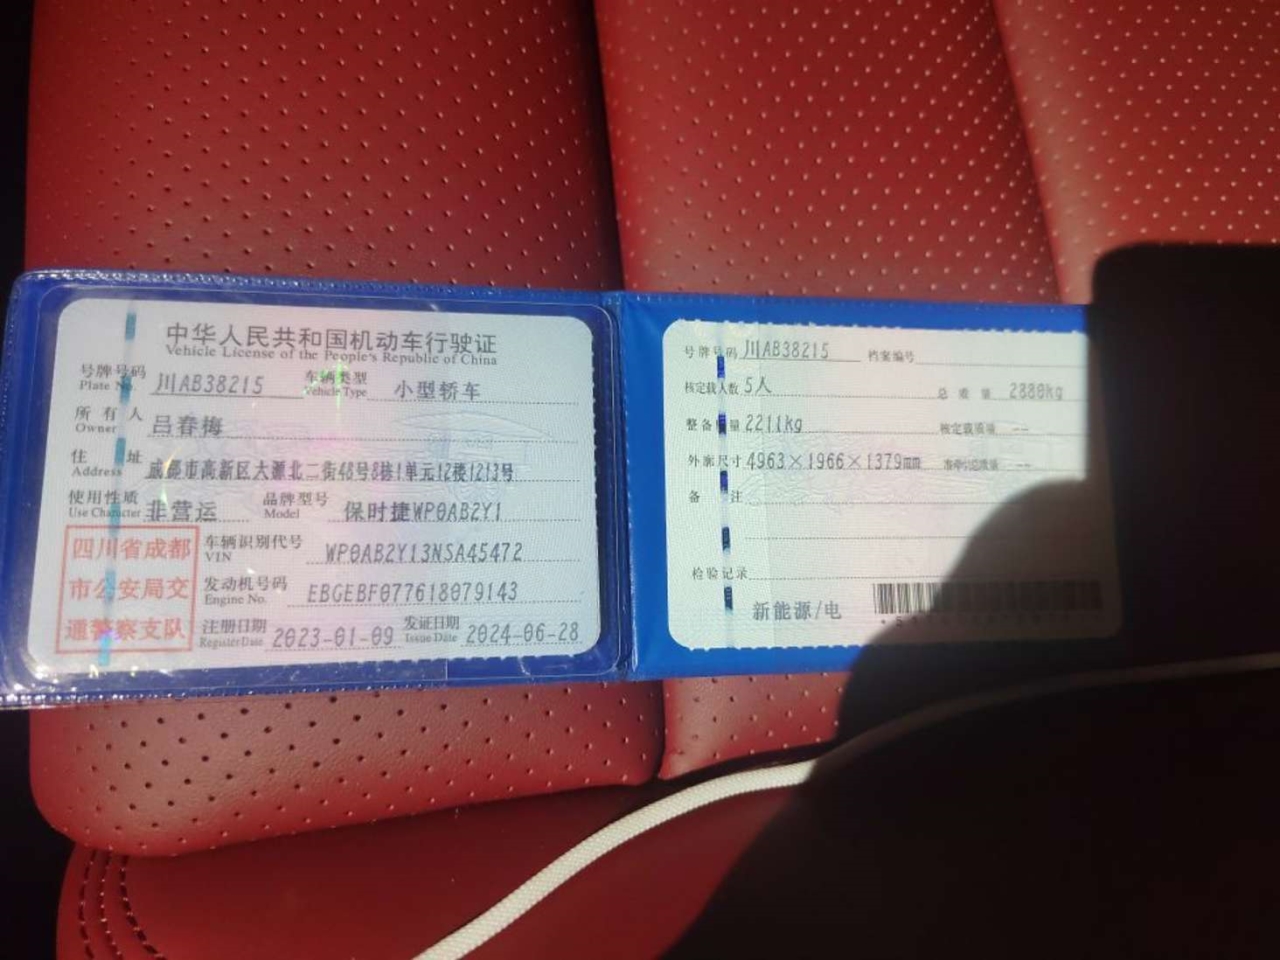 中华人民共和国机动车行驶证
Vehicle License of the People's Republic of China
号牌号码 川AB38215 车辆类型 小型轿车
Plate No. Vehicle Type
所有人 吕春梅
Owner
住址 成都市高新区大源北二街48号8栋1单元12楼1213号
Address
使用性质 非营运 品牌型号 保时捷WP0AB2Y1
Use Character Model
四川省成都
市公安局交
通警察支队
车辆识别代号 WP0AB2Y13NSA45472
VIN
发动机号码 EBGEBF077618079143
Engine No.
注册日期 2023-01-09 发证日期 2024-06-28
Register Date Issue Date
号牌号码 川AB38215 档案编号
核定载人数 5人 总质量 2880kg
整备质量 2211kg 核定载质量 --
外廓尺寸 4963×1966×1379mm 准牵引总质量 --
备注
检验记录
新能源/电